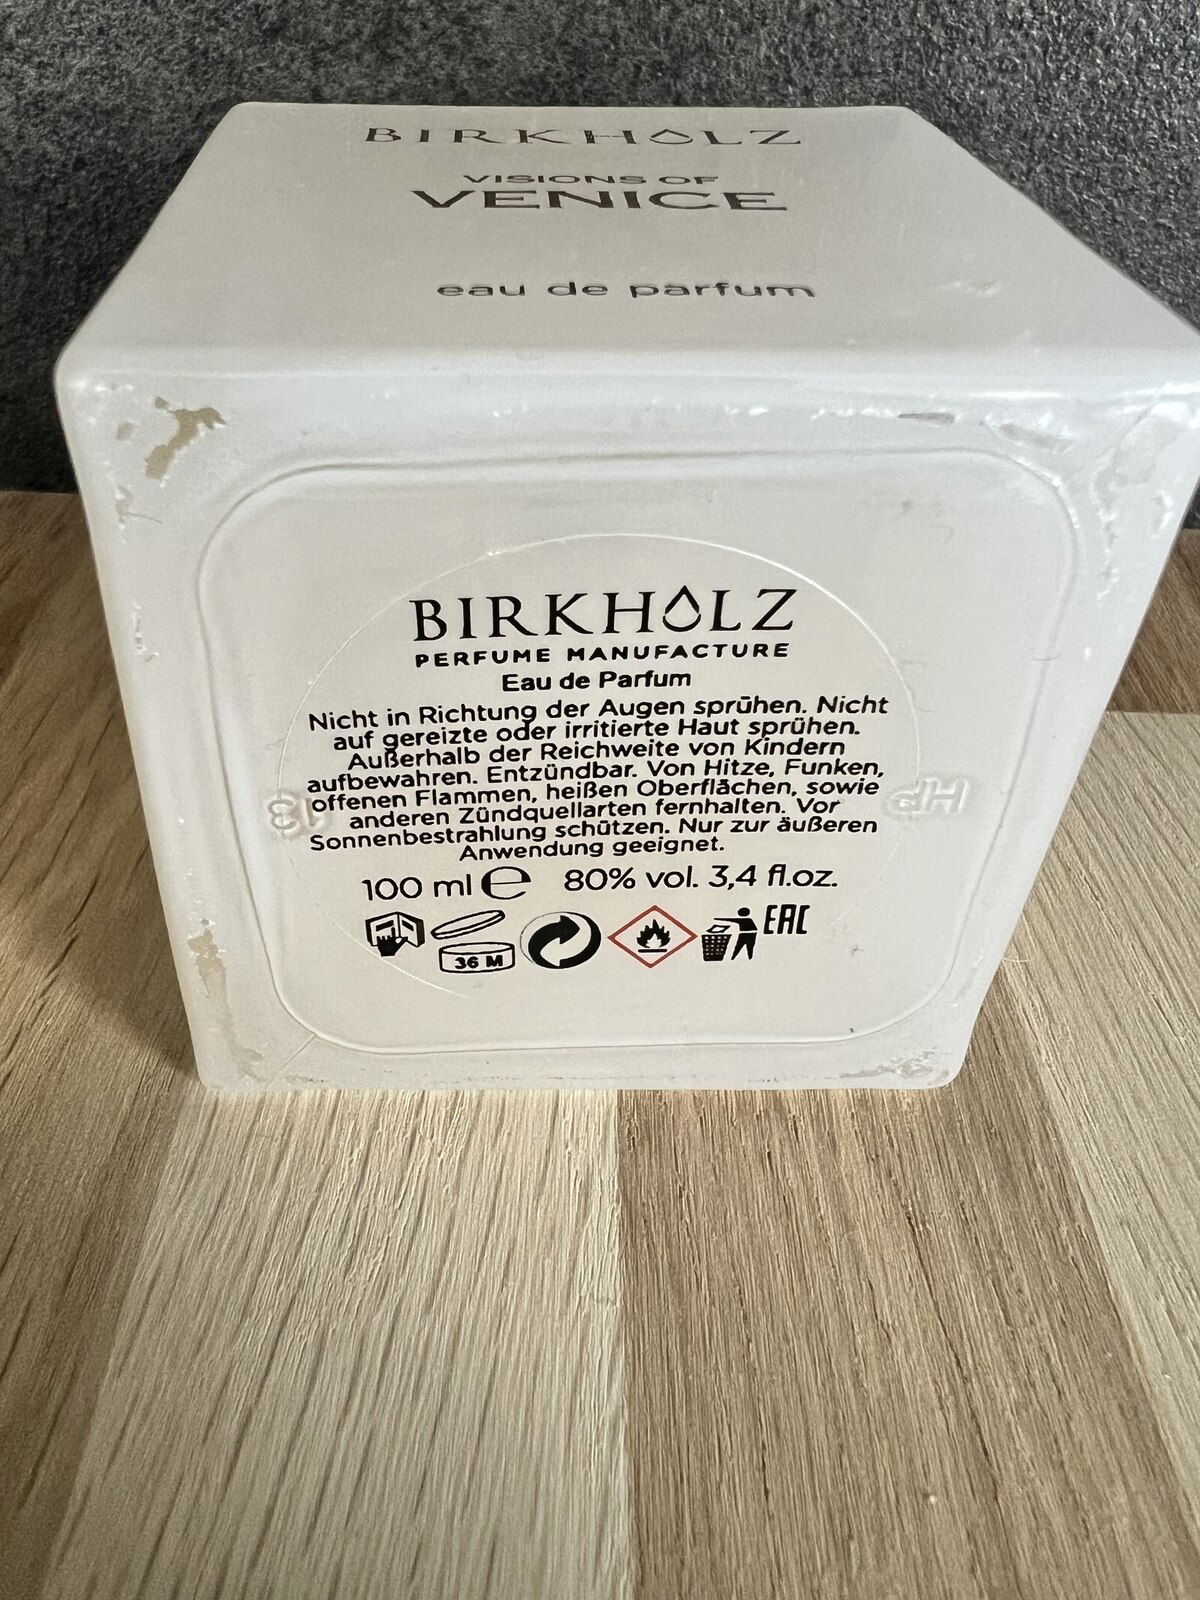 BIRKHOLZ
VISIONS OF
VENICE
eau de parfum
BIRKHOLZ
PERFUME MANUFACTURE
Eau de Parfum
Nicht in Richtung der Augen sprühen. Nicht
auf gereizte oder irritierte Haut sprühen.
Außerhalb der Reichweite von Kindern
aufbewahren. Entzündbar. Von Hitze, Funken,
offenen Flammen, heißen Oberflächen, sowie
anderen Zündquellarten fernhalten. Vor
Sonnenbestrahlung schützen. Nur zur äußeren
Anwendung geeignet.
100 ml e 80% vol. 3,4 fl.oz.
36 M
EAC
13
HP